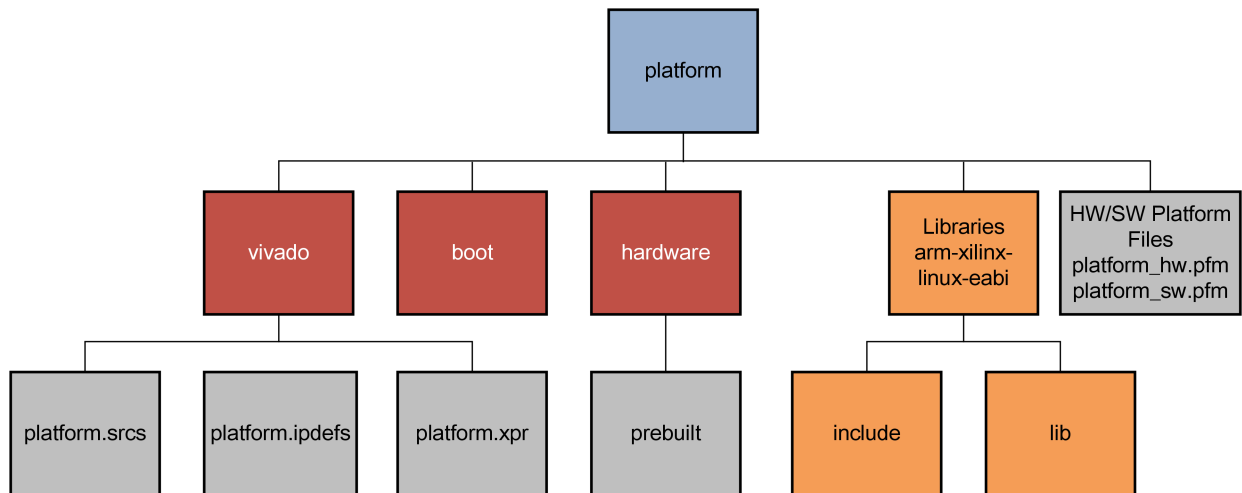 platform
vivado
boot
hardware
Libraries
arm-xilinx-
linux-eabi
HW/SW Platform
Files
platform_hw.pfm
platform_sw.pfm
platform.srcs
platform.ipdefs
platform.xpr
prebuilt
include
lib